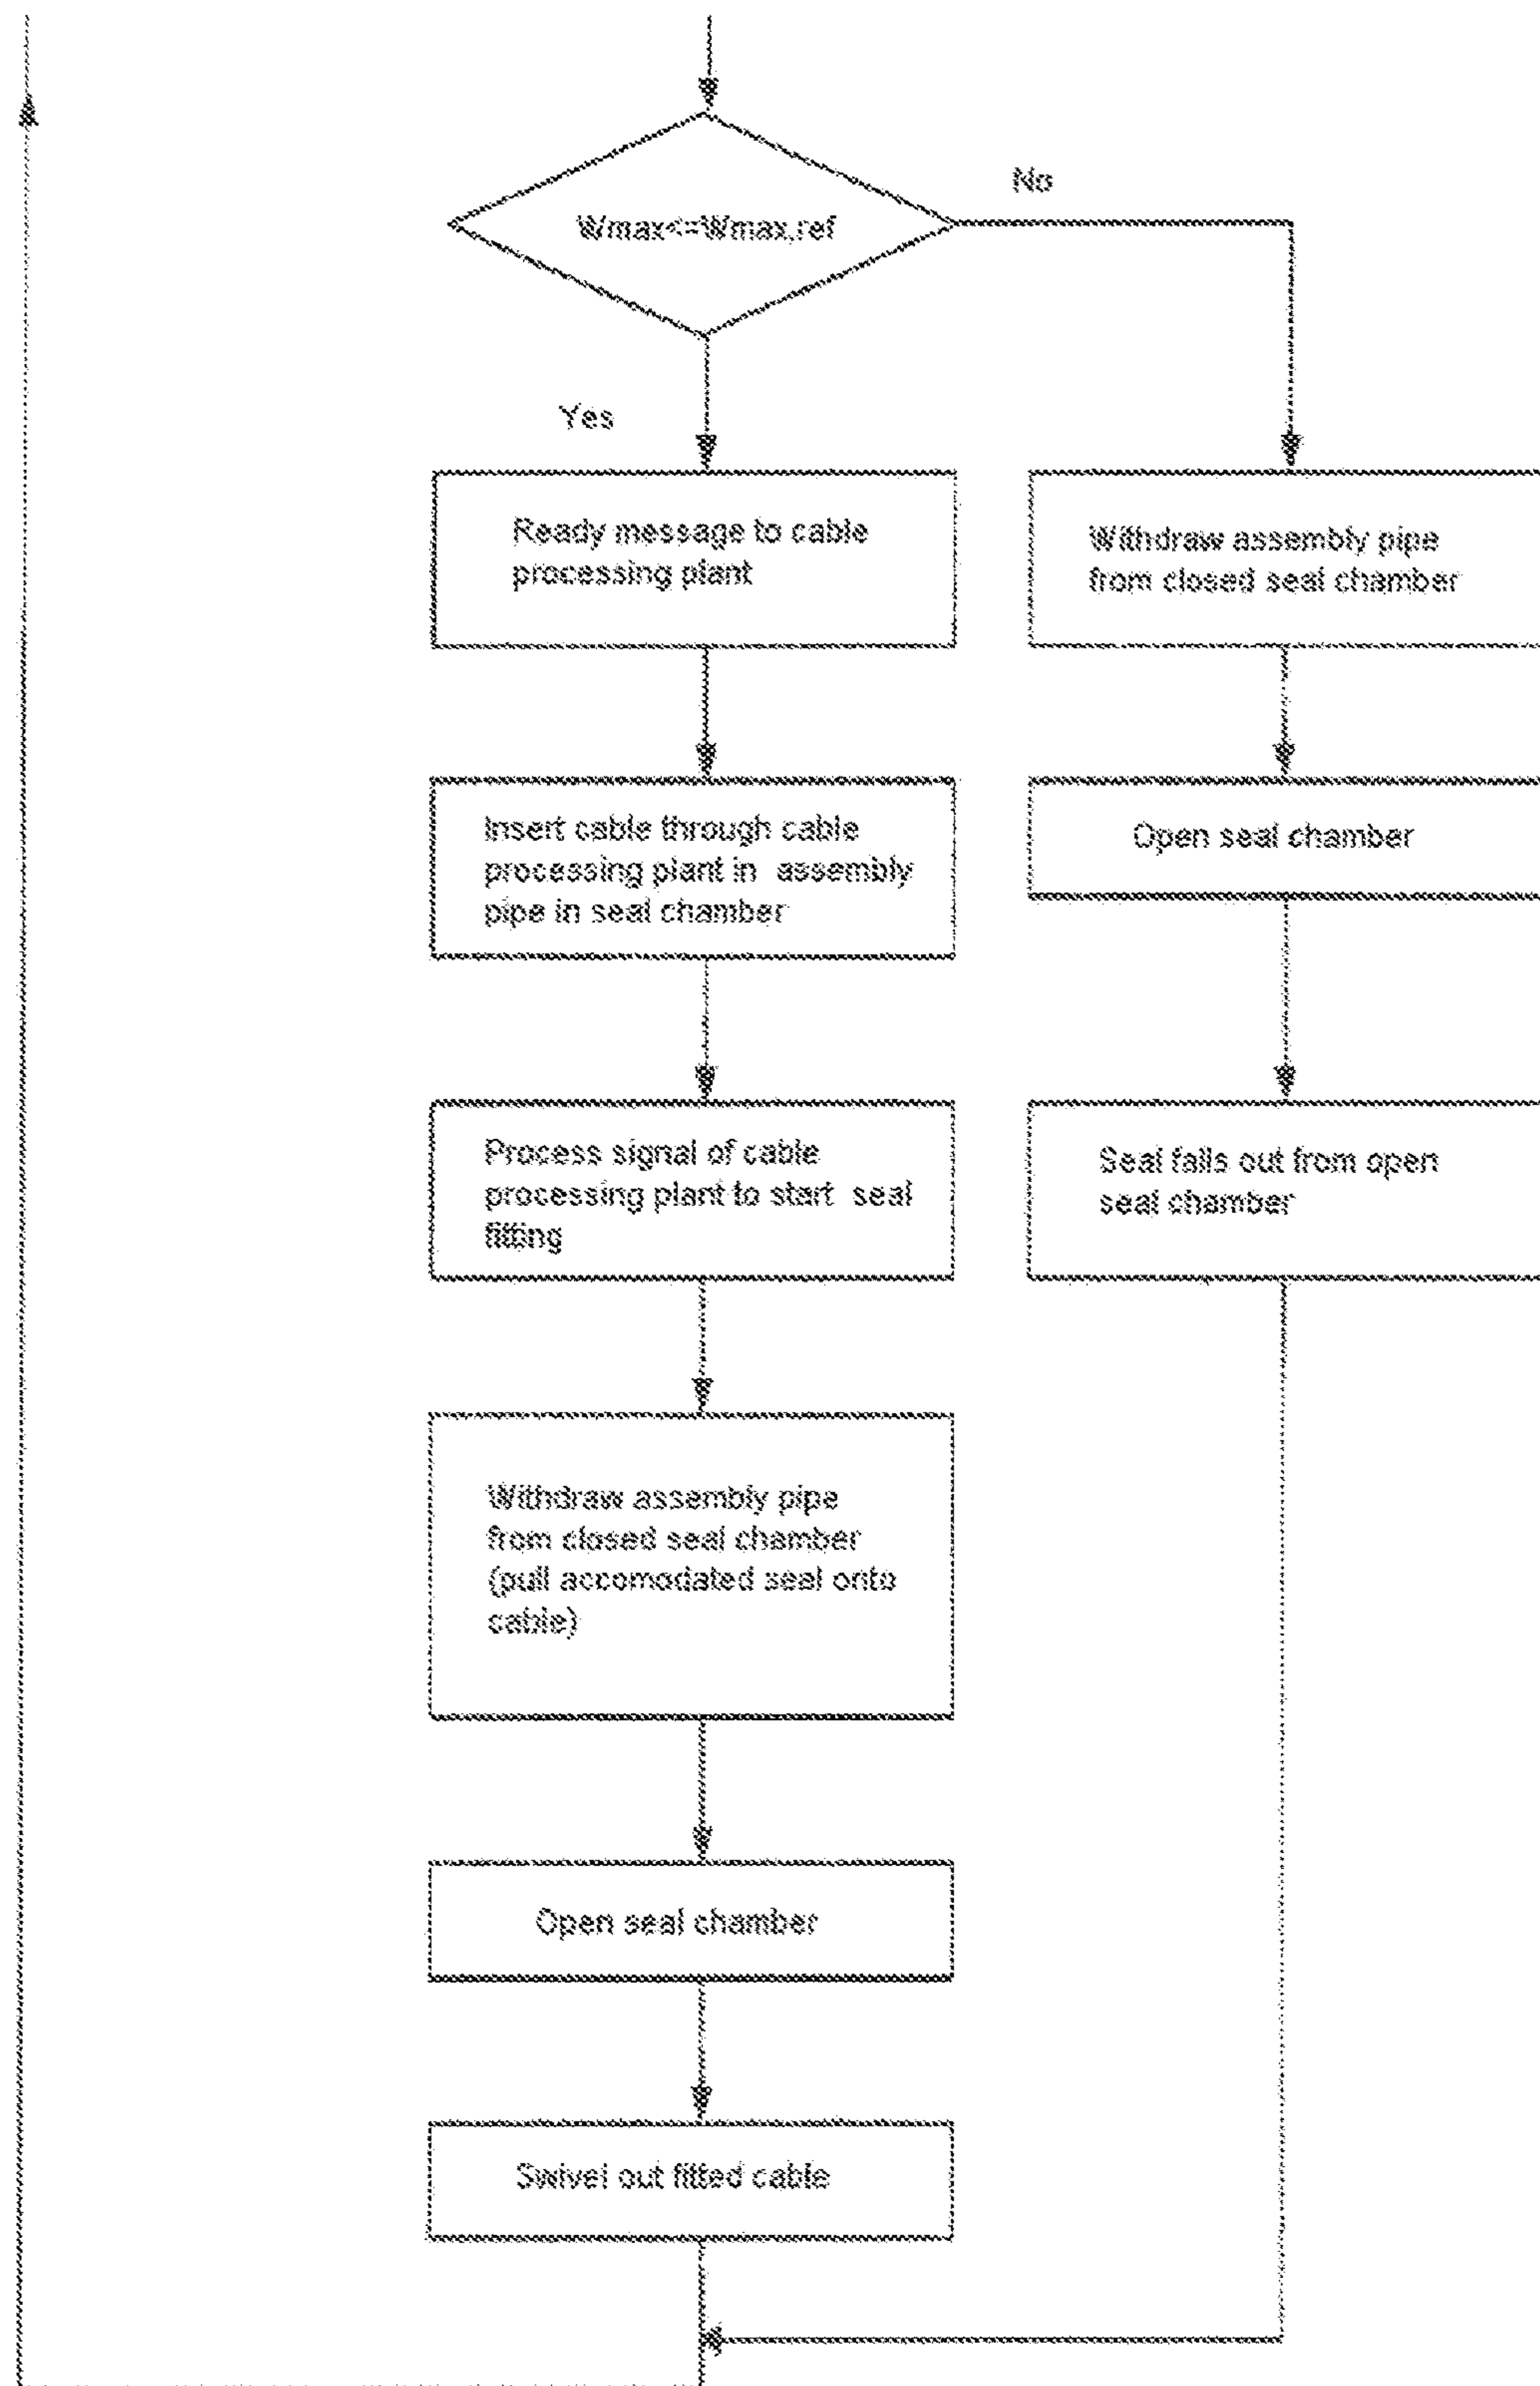 No
Wmax<=Wmax,ref
Yes
Ready message to cable
processing plant
Withdraw assembly pipe
from closed seal chamber
Insert cable through cable
processing plant in assembly
pipe in seal chamber
Open seal chamber
Process signal of cable
processing plant to start seal
fitting
Seal falls out from open
seal chamber
Withdraw assembly pipe
from closed seal chamber
(pull accomodated seal onto
cable)
Open seal chamber
Swivel out fitted cable